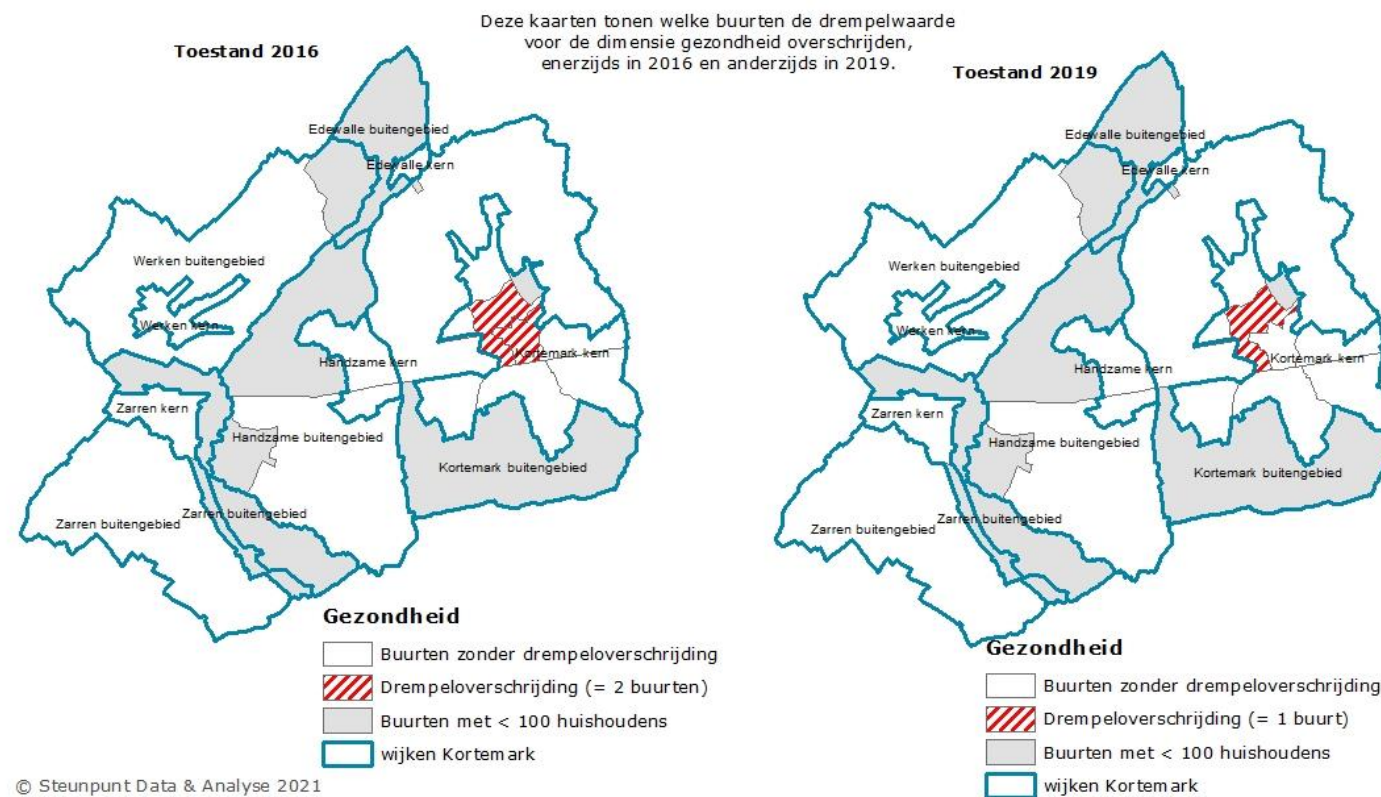 Deze kaarten tonen welke buurten de drempelwaarde
voor de dimensie gezondheid overschrijden,
enerzijds in 2016 en anderzijds in 2019.
Toestand 2016
Edewalle buitengebied
Edewalle kern
Werken buitengebied
Werken kern
Handzame kern
Kortemark kern
Zarren kern
Handzame buitengebied
Kortemark buitengebied
Zarren buitengebied
Zarren buitengebied
Gezondheid
Buurten zonder drempeloverschrijding
Drempeloverschrijding (= 2 buurten)
Buurten met < 100 huishoudens
wijken Kortemark
© Steunpunt Data & Analyse 2021
Toestand 2019
Edewalle buitengebied
Edewalle kern
Werken buitengebied
Werken kern
Handzame kern
Kortemark kern
Zarren kern
Handzame buitengebied
Kortemark buitengebied
Zarren buitengebied
Zarren buitengebied
Gezondheid
Buurten zonder drempeloverschrijding
Drempeloverschrijding (= 1 buurt)
Buurten met < 100 huishoudens
wijken Kortemark